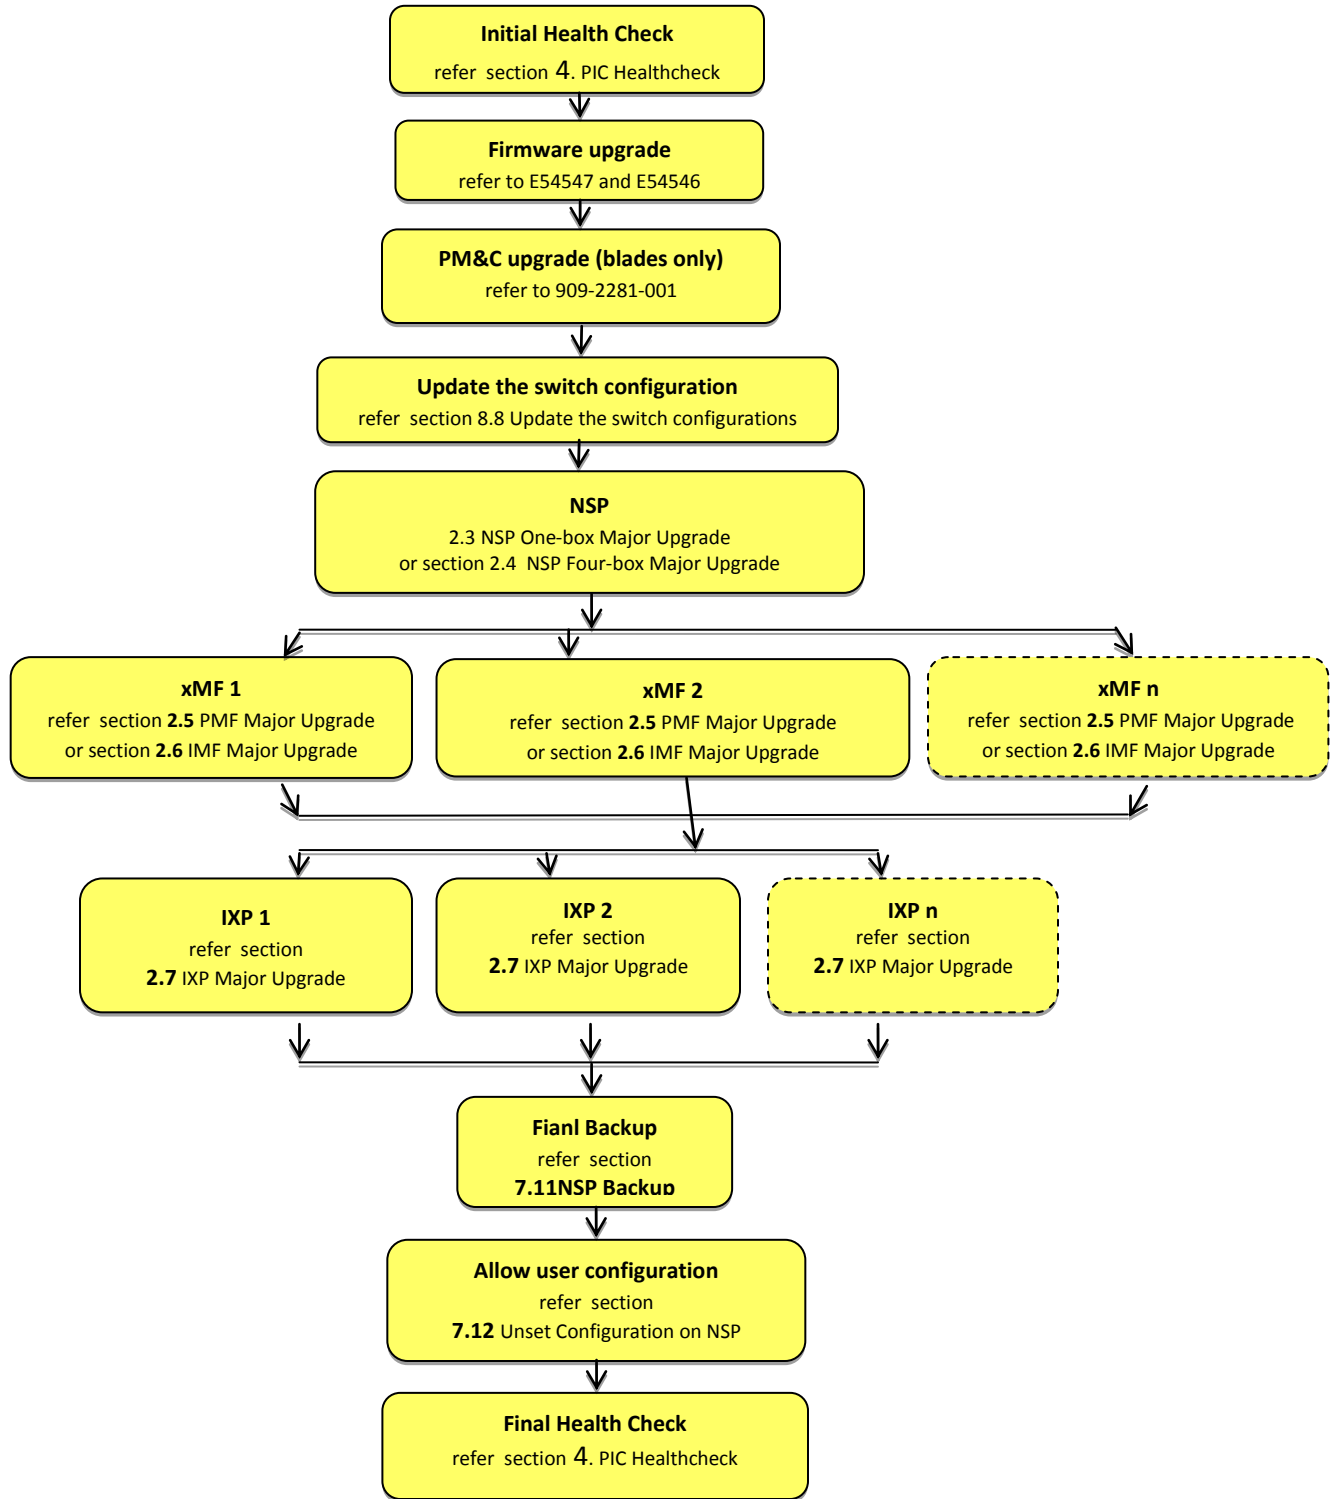 Initial Health Check
refer section 4. PIC Healthcheck
Firmware upgrade
refer to E54547 and E54546
PM&C upgrade (blades only)
refer to 909-2281-001
Update the switch configuration
refer section 8.8 Update the switch configurations
NSP
2.3 NSP One-box Major Upgrade
or section 2.4 NSP Four-box Major Upgrade
xMF 1
refer section 2.5 PMF Major Upgrade
or section 2.6 IMF Major Upgrade
xMF 2
refer section 2.5 PMF Major Upgrade
or section 2.6 IMF Major Upgrade
xMF n
refer section 2.5 PMF Major Upgrade
or section 2.6 IMF Major Upgrade
IXP 1
refer section
2.7 IXP Major Upgrade
IXP 2
refer section
2.7 IXP Major Upgrade
IXP n
refer section
2.7 IXP Major Upgrade
Fianl Backup
refer section
7.11NSP Backup
Allow user configuration
refer section
7.12 Unset Configuration on NSP
Final Health Check
refer section 4. PIC Healthcheck